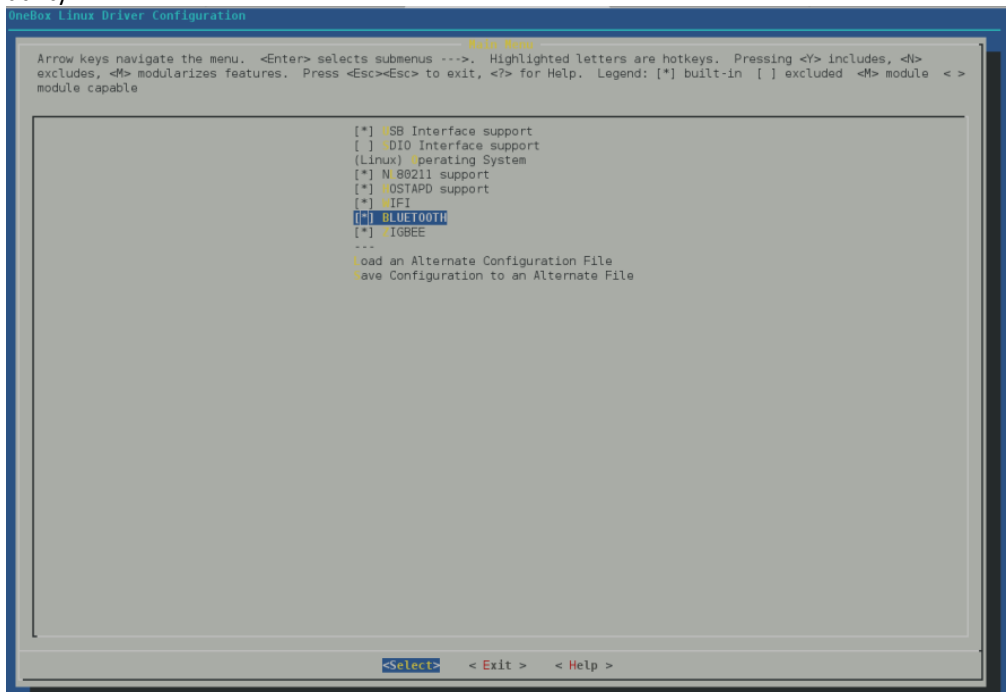 OneBox Linux Driver Configuration
Main Menu
Arrow keys navigate the menu. <Enter> selects submenus --->. Highlighted letters are hotkeys. Pressing <Y> includes, <N>
excludes, <M> modularizes features. Press <Esc><Esc> to exit, <?> for Help. Legend: [*] built-in [ ] excluded <M> module < >
module capable
[*] USB Interface support
[ ] SDIO Interface support
(Linux) Operating System
[*] NL80211 support
[*] HOSTAPD support
[*] WIFI
[*] BLUETOOTH
[*] ZIGBEE
---
Load an Alternate Configuration File
Save Configuration to an Alternate File
<Select> < Exit > < Help >